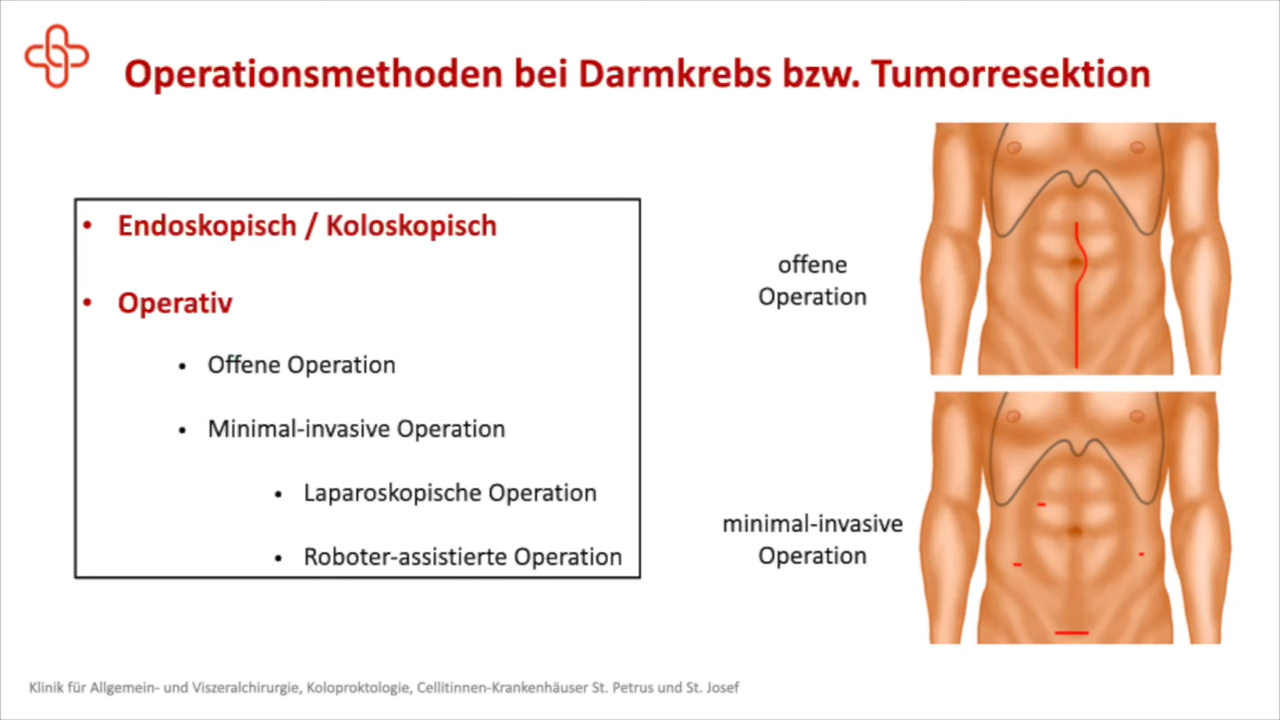 Operationsmethoden bei Darmkrebs bzw. Tumorresektion
• Endoskopisch / Koloskopisch
• Operativ
• Offene Operation
• Minimal-invasive Operation
• Laparoskopische Operation
• Roboter-assistierte Operation
offene
Operation
minimal-invasive
Operation
Klinik für Allgemein- und Viszeralchirurgie, Koloproktologie, Cellitinnen-Krankenhäuser St. Petrus und St. Josef